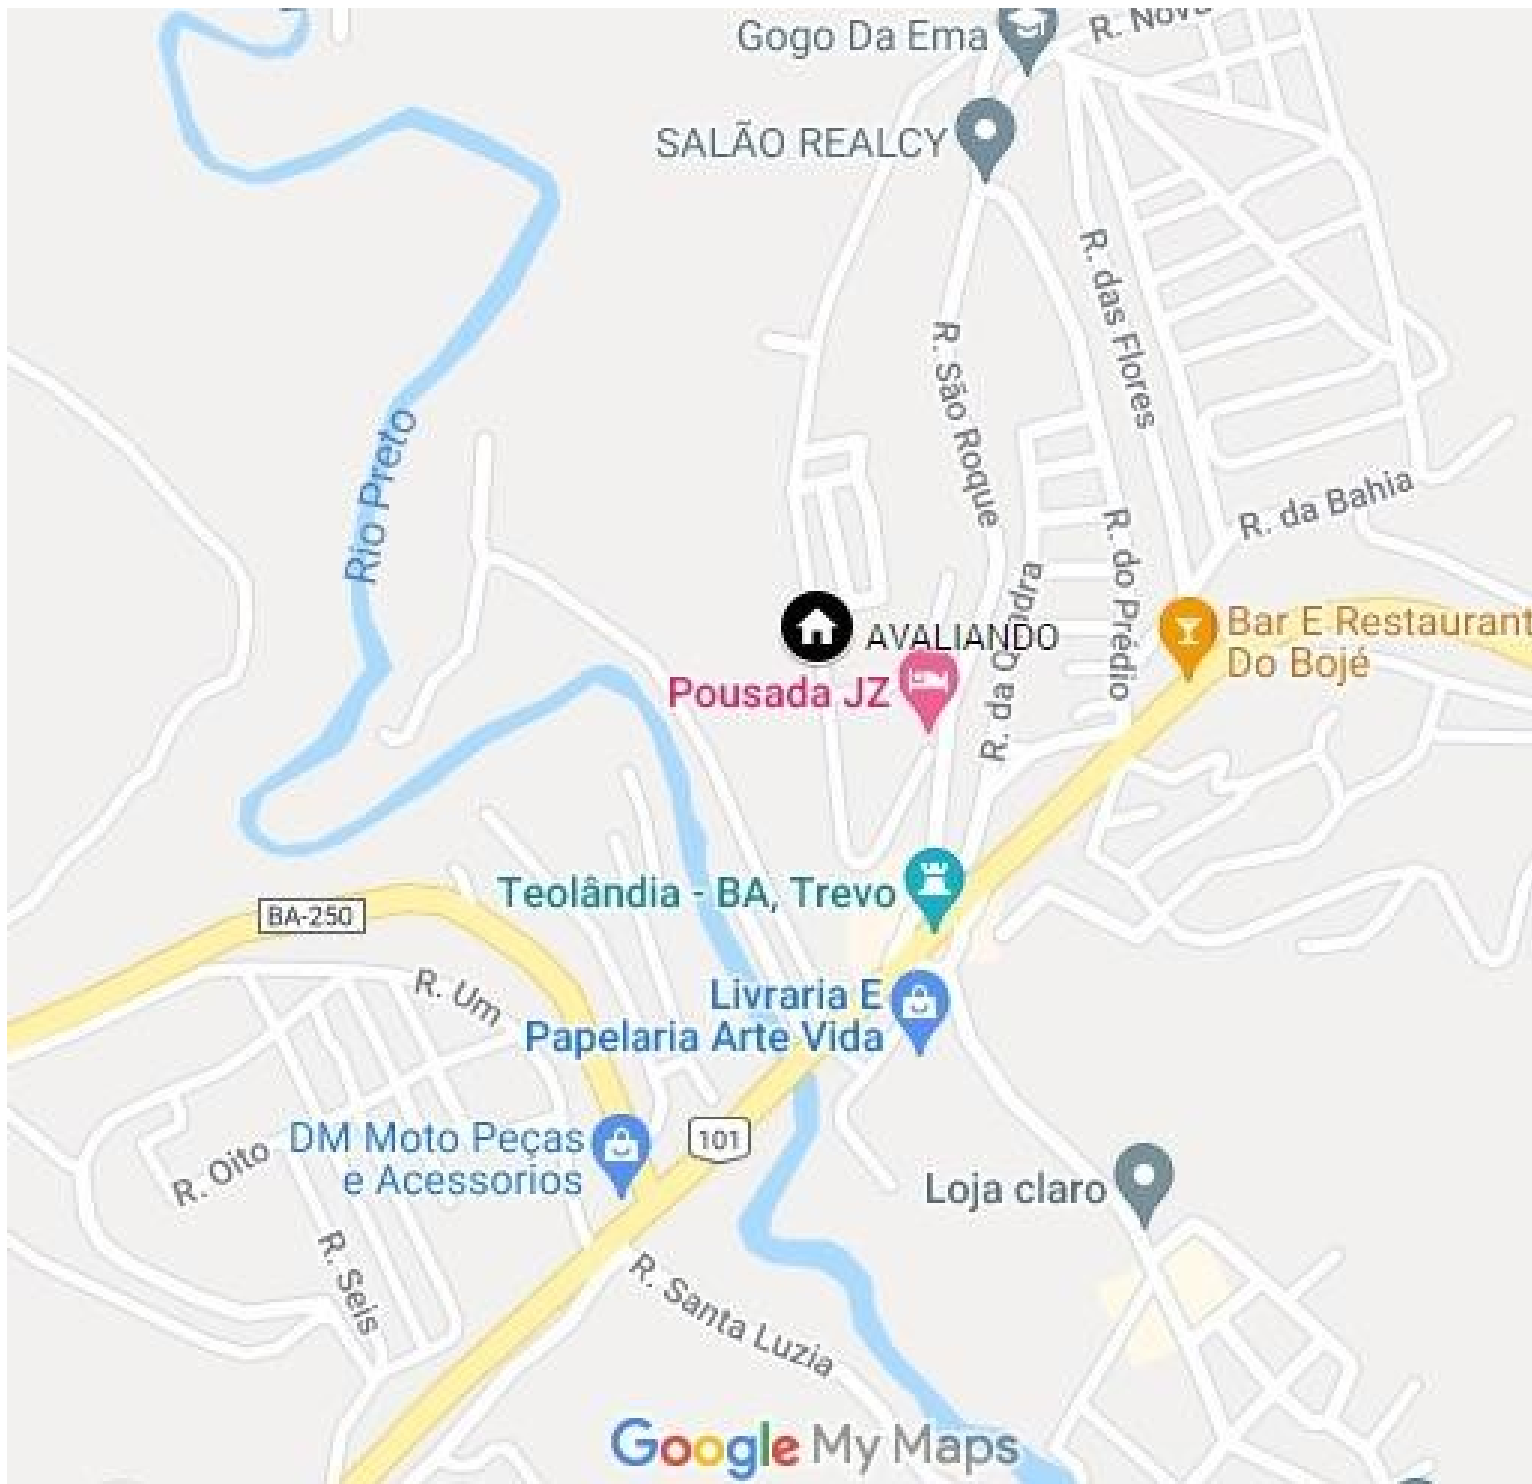 Gogo Da Ema
R. Nova
SALÃO REALCY
R. das Flores
R. São Roque
Rio Preto
R. da Bahia
R. do Prédio
R. da Quadra
AVALIANDO
Bar E Restaurant
Do Bojé
Pousada JZ
Teolândia - BA, Trevo
BA-250
R. Um
Livraria E
Papelaria Arte Vida
DM Moto Peças
e Acessorios
101
R. Oito
Loja claro
R. Seis
R. Santa Luzia
Google My Maps